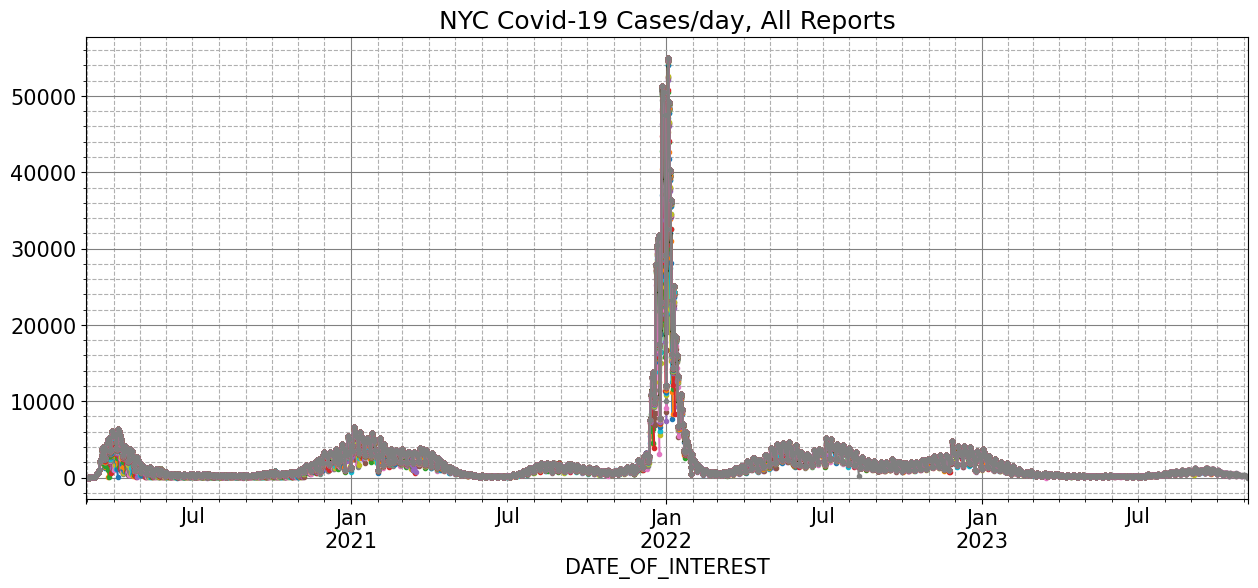 NYC Covid-19 Cases/day, All Reports
50000
40000
30000
20000
10000
0
Jul Jan Jul Jan Jul Jan Jul
2021 2022 2023
DATE_OF_INTEREST